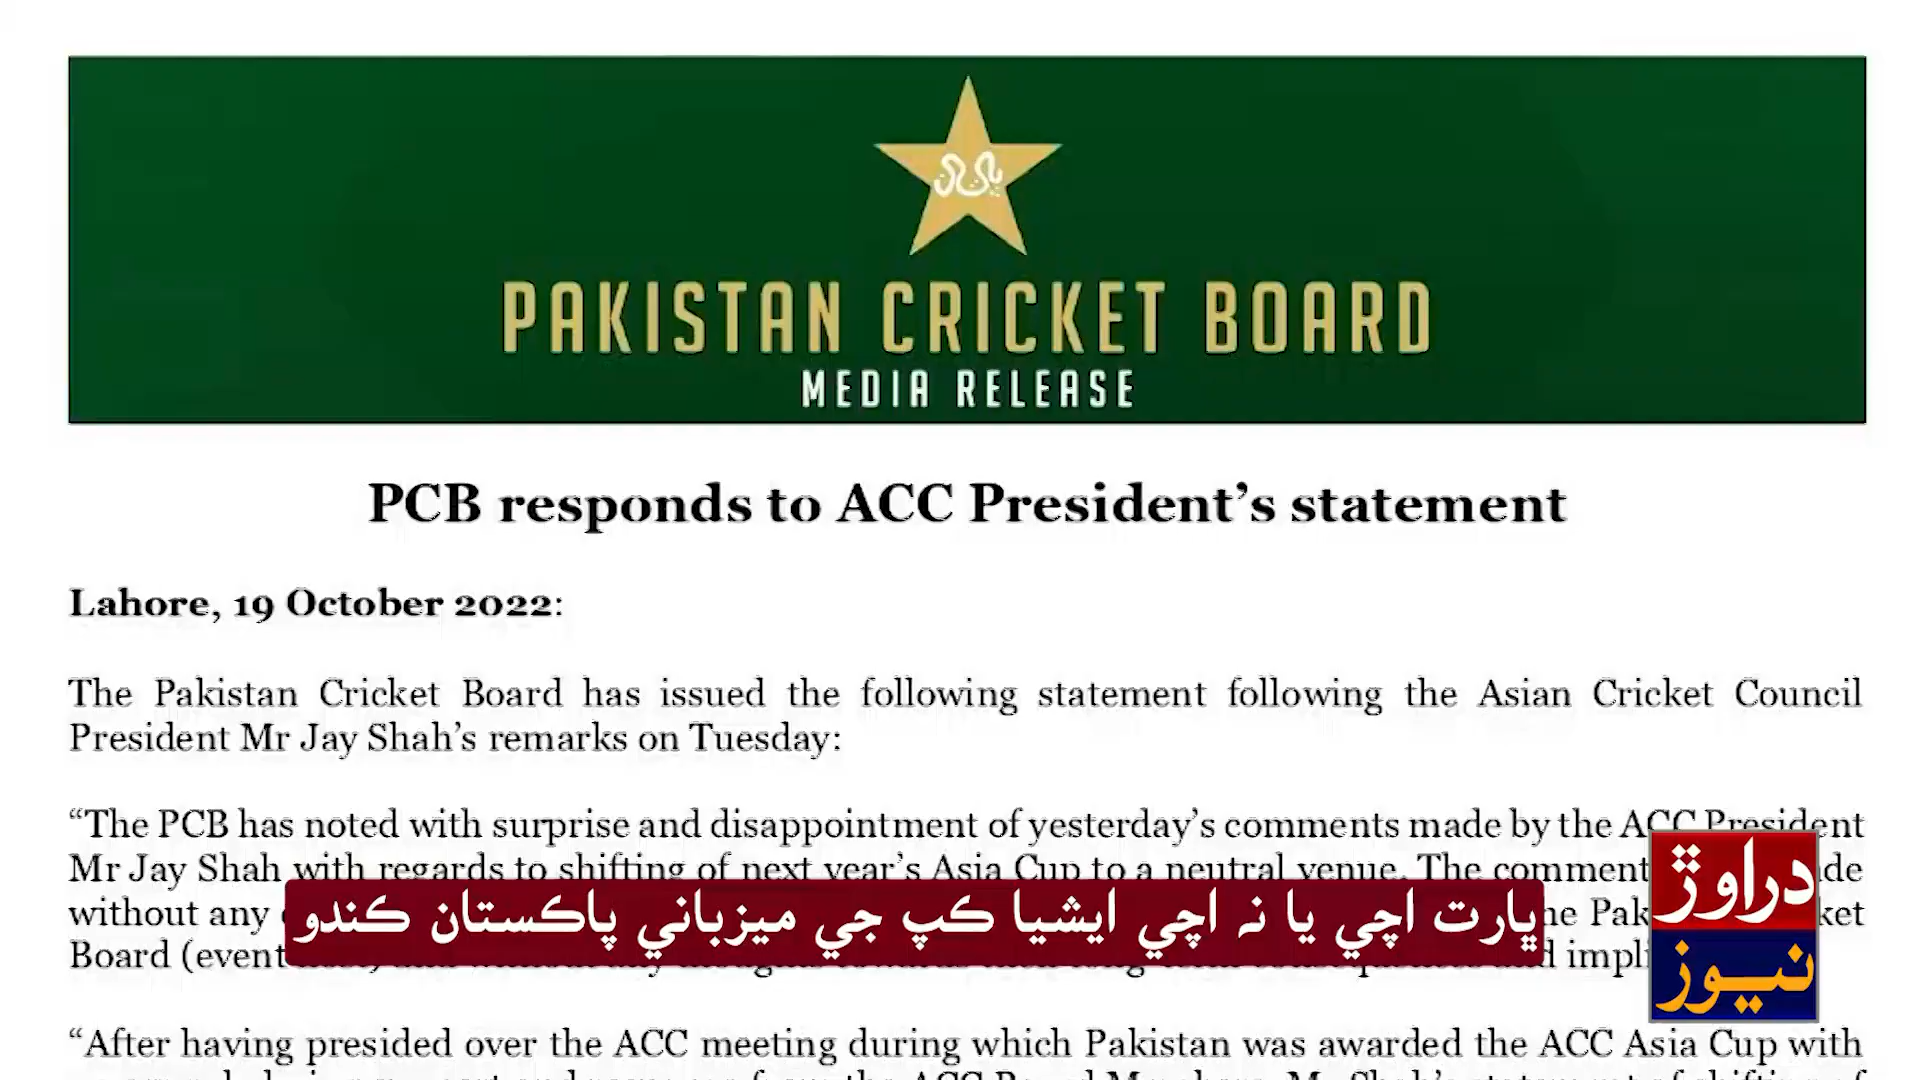 پاکستان
PAKISTAN CRICKET BOARD
MEDIA RELEASE
PCB responds to ACC President’s statement
Lahore, 19 October 2022:
The Pakistan Cricket Board has issued the following statement following the Asian Cricket Council
President Mr Jay Shah’s remarks on Tuesday:
“The PCB has noted with surprise and disappointment of yesterday’s comments made by the ACC President
Mr Jay Shah with regards to shifting of next year’s Asia Cup to a neutral venue. The comment
without any
Board (event
ڀارت اچي يا نہ اچي ايشيا ڪپ جي ميزباني پاڪستان ڪندو
دراوڙ
نيوز
“After having presided over the ACC meeting during which Pakistan was awarded the ACC Asia Cup with